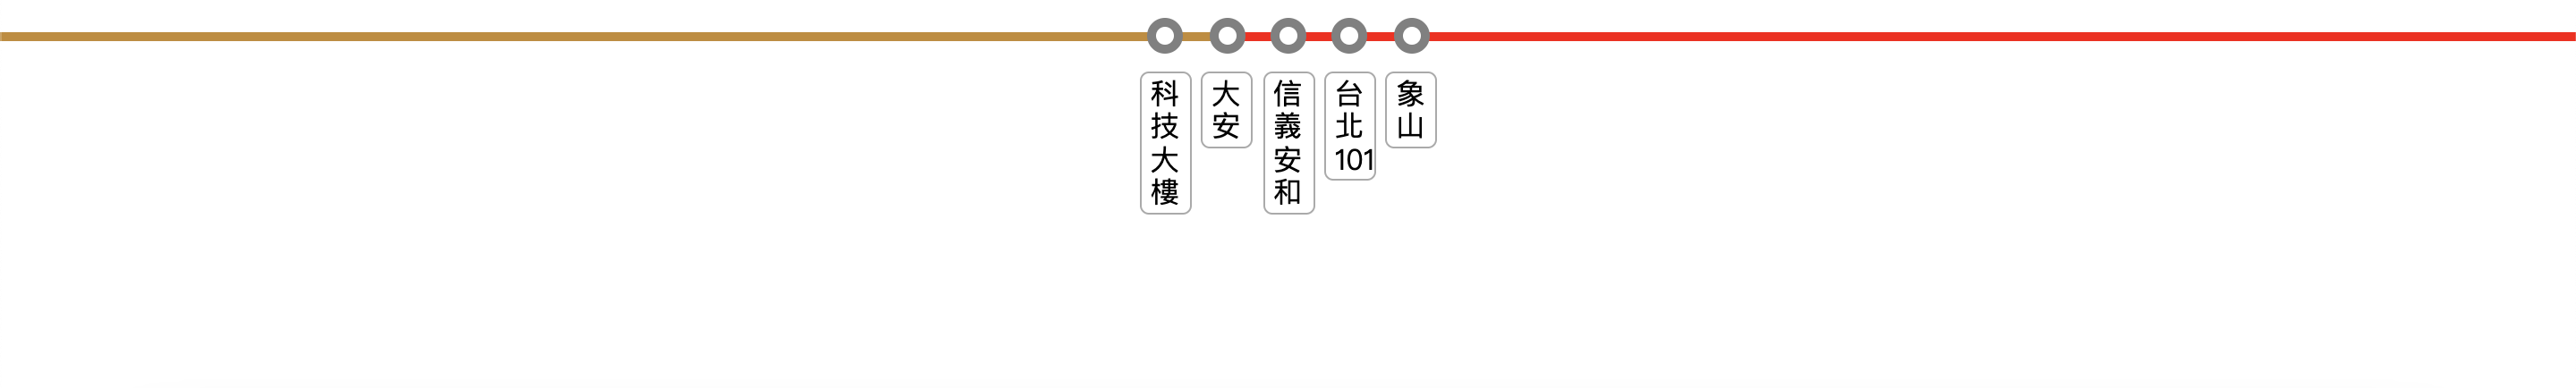 科技大樓
大安
信義安和
台北101
象山